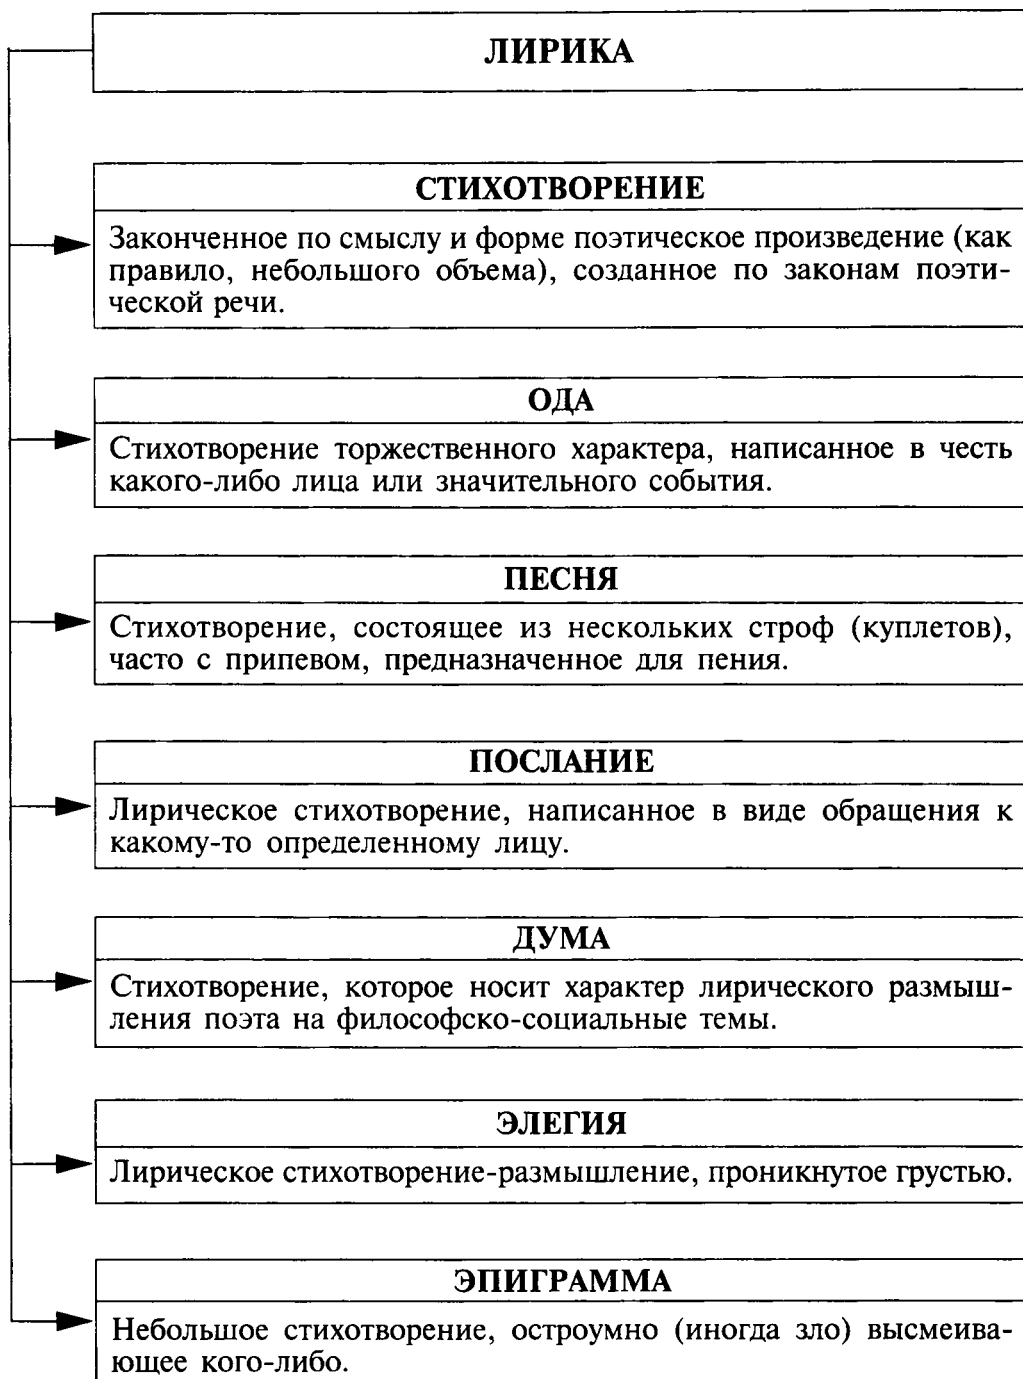 ЛИРИКА
СТИХОТВОРЕНИЕ
Законченное по смыслу и форме поэтическое произведение (как
правило, небольшого объема), созданное по законам поэти-
ческой речи.
ОДА
Стихотворение торжественного характера, написанное в честь
какого-либо лица или значительного события.
ПЕСНЯ
Стихотворение, состоящее из нескольких строф (куплетов),
часто с припевом, предназначенное для пения.
ПОСЛАНИЕ
Лирическое стихотворение, написанное в виде обращения к
какому-то определенному лицу.
ДУМА
Стихотворение, которое носит характер лирического размыш-
ления поэта на философско-социальные темы.
ЭЛЕГИЯ
Лирическое стихотворение-размышление, проникнутое грустью.
ЭПИГРАММА
Небольшое стихотворение, остроумно (иногда зло) высмеива-
ющее кого-либо.